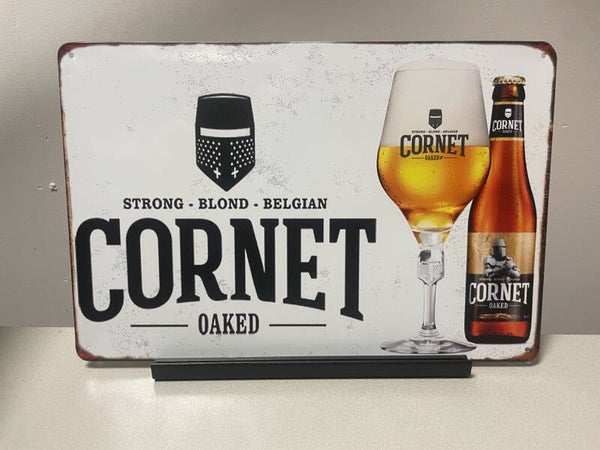 STRONG - BLOND - BELGIAN
CORNET
OAKED
STRONG - BLOND - BELGIAN
CORNET
OAKED
CORNET
CORNET
OAKED